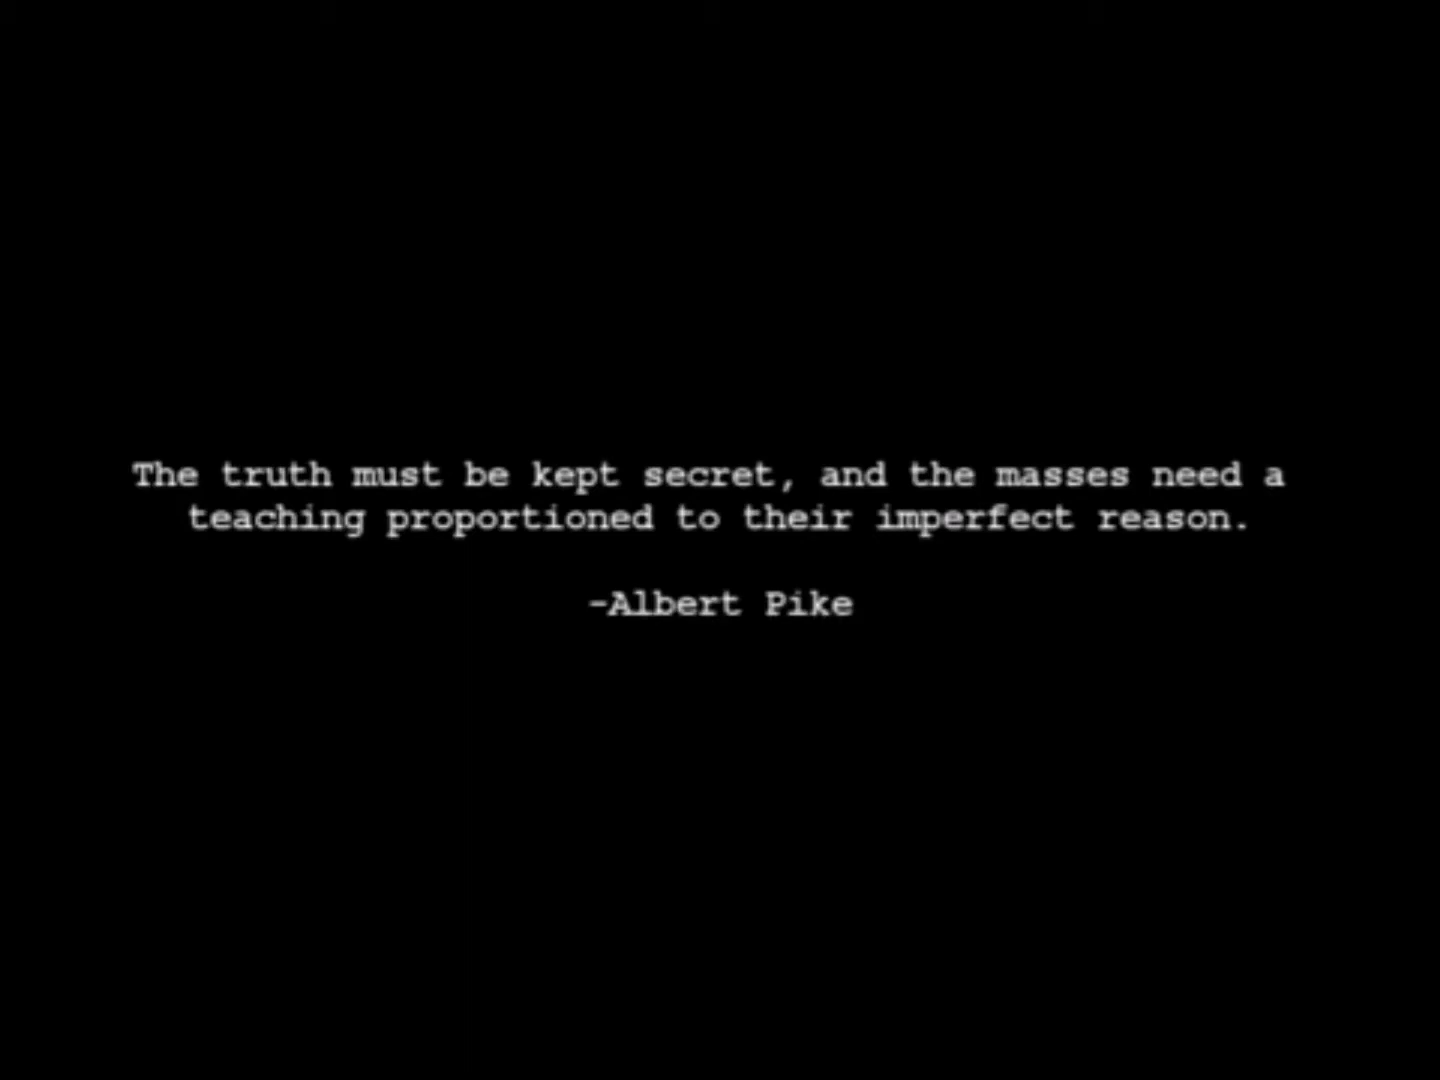 The truth must be kept secret, and the masses need a
teaching proportioned to their imperfect reason.
-Albert Pike